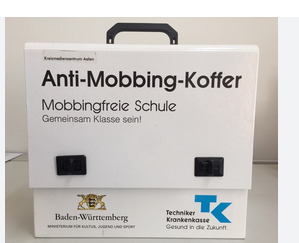 Kreismedienzentrum Aalen
Anti-Mobbing-Koffer
Mobbingfreie Schule
Gemeinsam Klasse sein!
Baden-Württemberg
MINISTERIUM FÜR KULTUS, JUGEND UND SPORT
Techniker
Krankenkasse
Gesund in die Zukunft.
TK